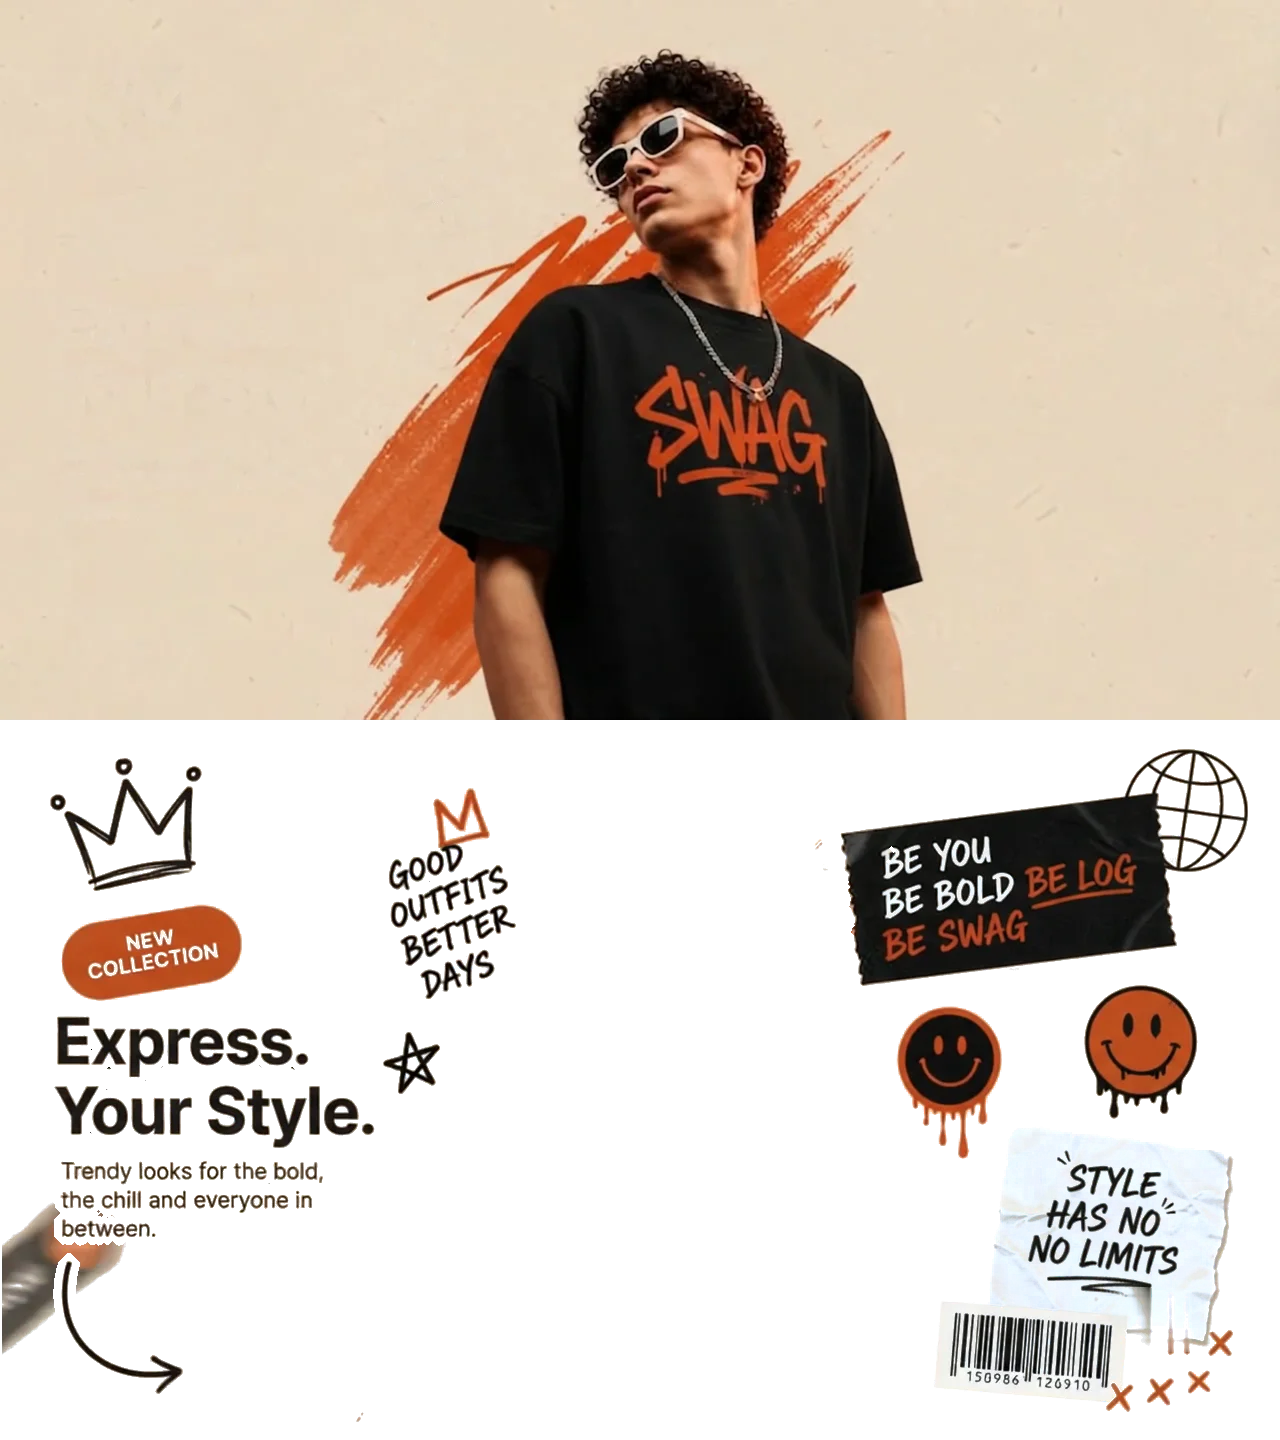 SWAG
NEW
COLLECTION
Express.
Your Style.
Trendy looks for the bold,
the chill and everyone in
between.
GOOD
OUTFITS
BETTER
DAYS
BE YOU
BE BOLD BE LOG
BE SWAG
STYLE
HAS NO
NO LIMITS
150986 120910